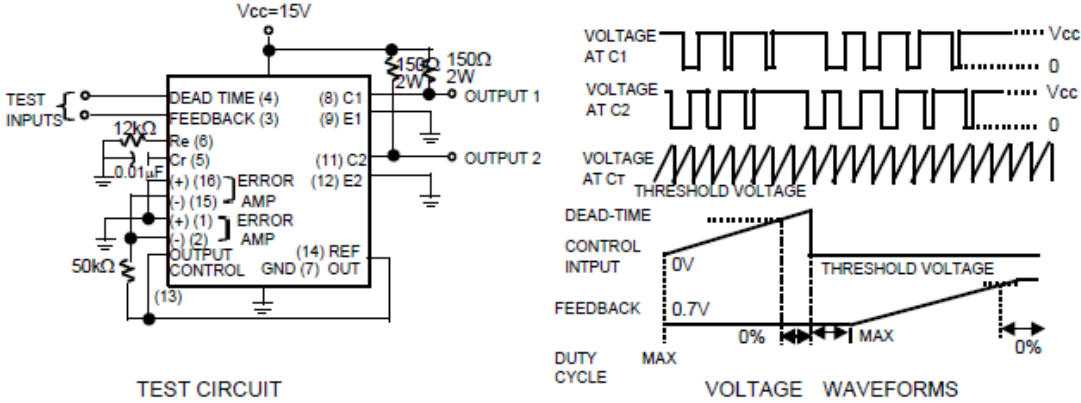 Vcc=15V
150Ω
2W
150Ω
2W
TEST
INPUTS
DEAD TIME (4)
FEEDBACK (3)
12kΩ
Re (6)
Cr (5)
0.01µF
(+) (16)
(-) (15)
ERROR
AMP
(+) (1)
(-) (2)
ERROR
AMP
OUTPUT
CONTROL
(13)
50kΩ
(8) C1
(9) E1
(11) C2
(12) E2
(14) REF
GND (7) OUT
OUTPUT 1
OUTPUT 2
TEST CIRCUIT
VOLTAGE
AT C1
Vcc
0
VOLTAGE
AT C2
Vcc
0
VOLTAGE
AT CT
THRESHOLD VOLTAGE
DEAD-TIME
CONTROL
INTPUT
0V
THRESHOLD VOLTAGE
FEEDBACK
0.7V
0%
MAX
0%
DUTY
CYCLE
MAX
VOLTAGE WAVEFORMS